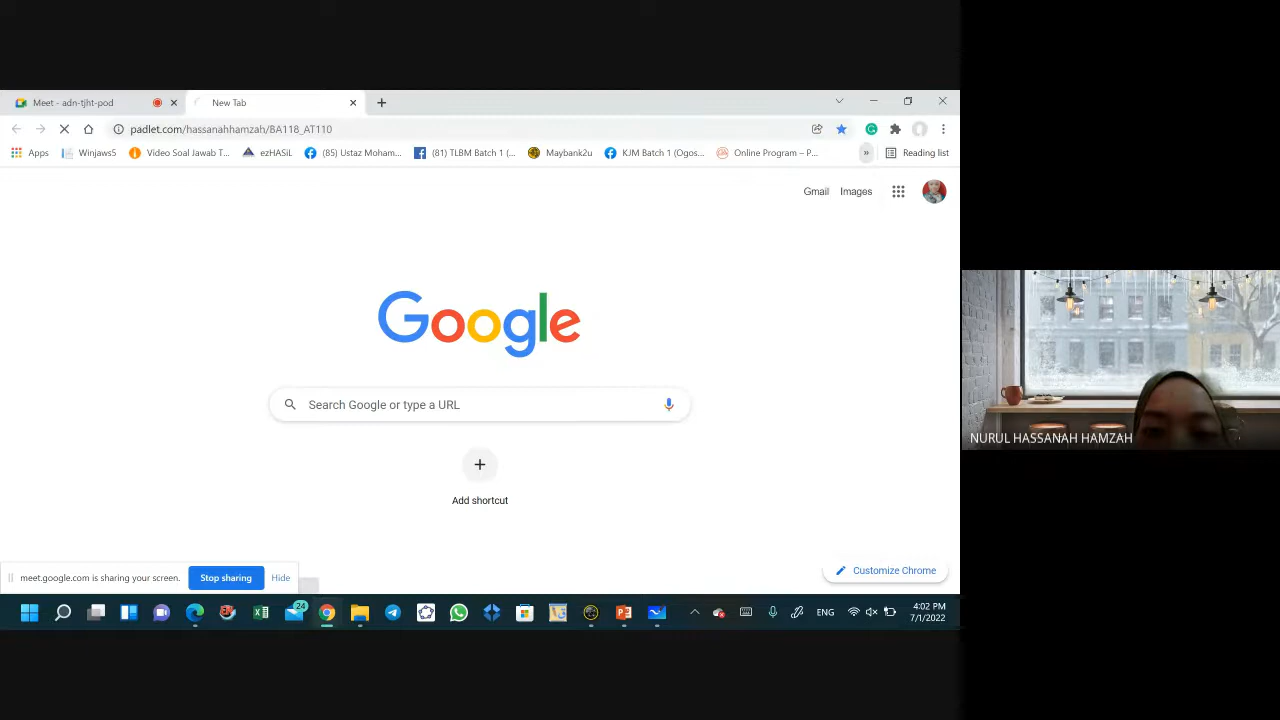 Meet - adn-tjht-pod
New Tab
padlet.com/hassanahhamzah/BA118_AT110
Apps Winjaws5 Video Soal Jawab T... ezHASiL (85) Ustaz Moham... (81) TLBM Batch 1 (... Maybank2u KJM Batch 1 (Ogos... Online Program – P... » Reading list
Gmail Images
Google
Search Google or type a URL
Add shortcut
NURUL HASSANAH HAMZAH
meet.google.com is sharing your screen. Stop sharing Hide
Customize Chrome
24
ENG
4:02 PM
7/1/2022